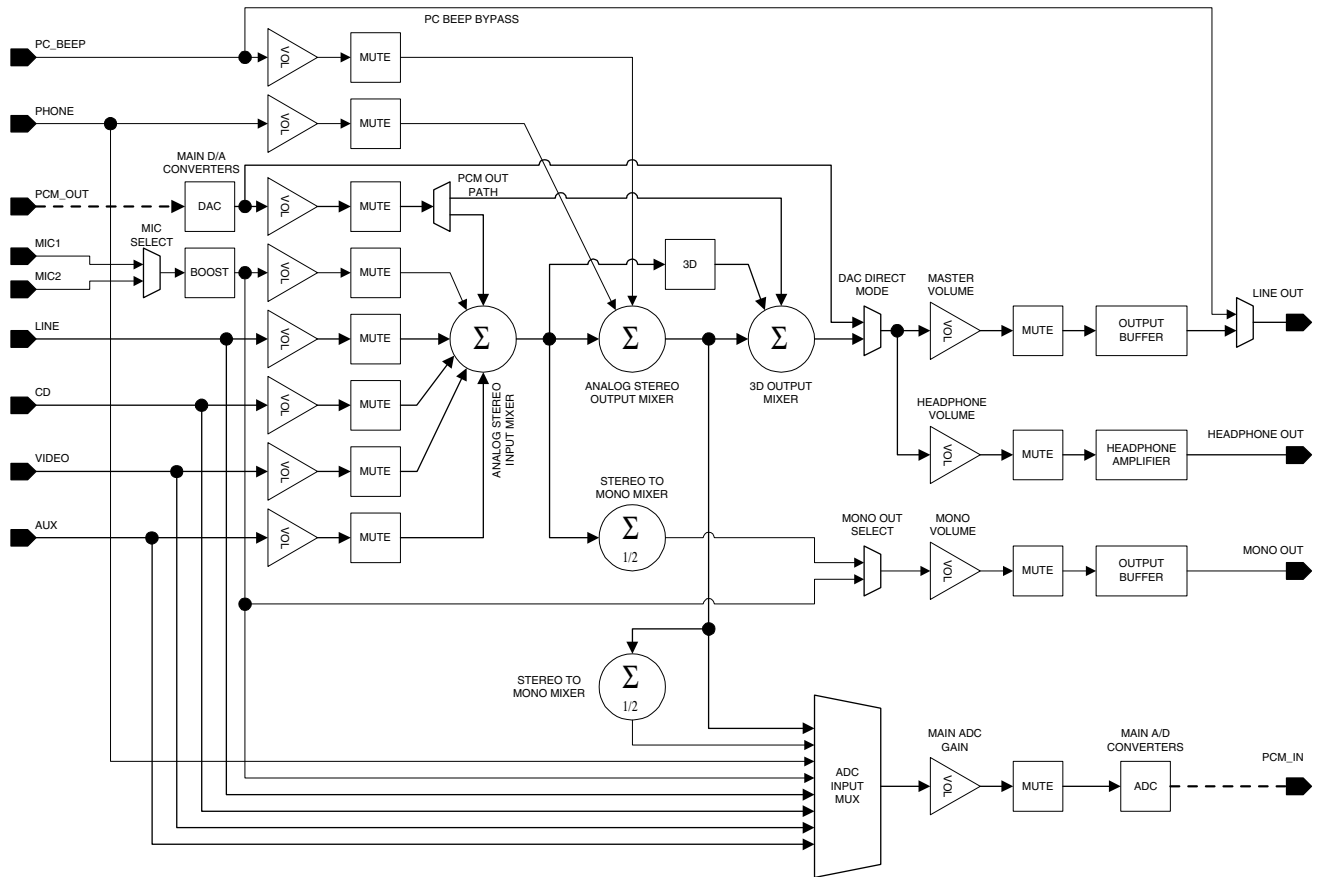 PC BEEP BYPASS
PC_BEEP
VOL
MUTE
PHONE
VOL
MUTE
MAIN D/A
CONVERTERS
PCM_OUT
DAC
VOL
MUTE
PCM OUT
PATH
MIC1
MIC2
MIC
SELECT
BOOST
VOL
MUTE
3D
LINE
VOL
MUTE
Σ
ANALOG STEREO
INPUT MIXER
Σ
ANALOG STEREO
OUTPUT MIXER
Σ
3D OUTPUT
MIXER
DAC DIRECT
MODE
MASTER
VOLUME
VOL
MUTE
OUTPUT
BUFFER
LINE OUT
CD
VOL
MUTE
HEADPHONE
VOLUME
VOL
MUTE
HEADPHONE
AMPLIFIER
HEADPHONE OUT
VIDEO
VOL
MUTE
AUX
VOL
MUTE
STEREO TO
MONO MIXER
Σ
1/2
MONO OUT
SELECT
MONO
VOLUME
VOL
MUTE
OUTPUT
BUFFER
MONO OUT
STEREO TO
MONO MIXER
Σ
1/2
ADC
INPUT
MUX
MAIN ADC
GAIN
VOL
MUTE
MAIN A/D
CONVERTERS
ADC
PCM_IN